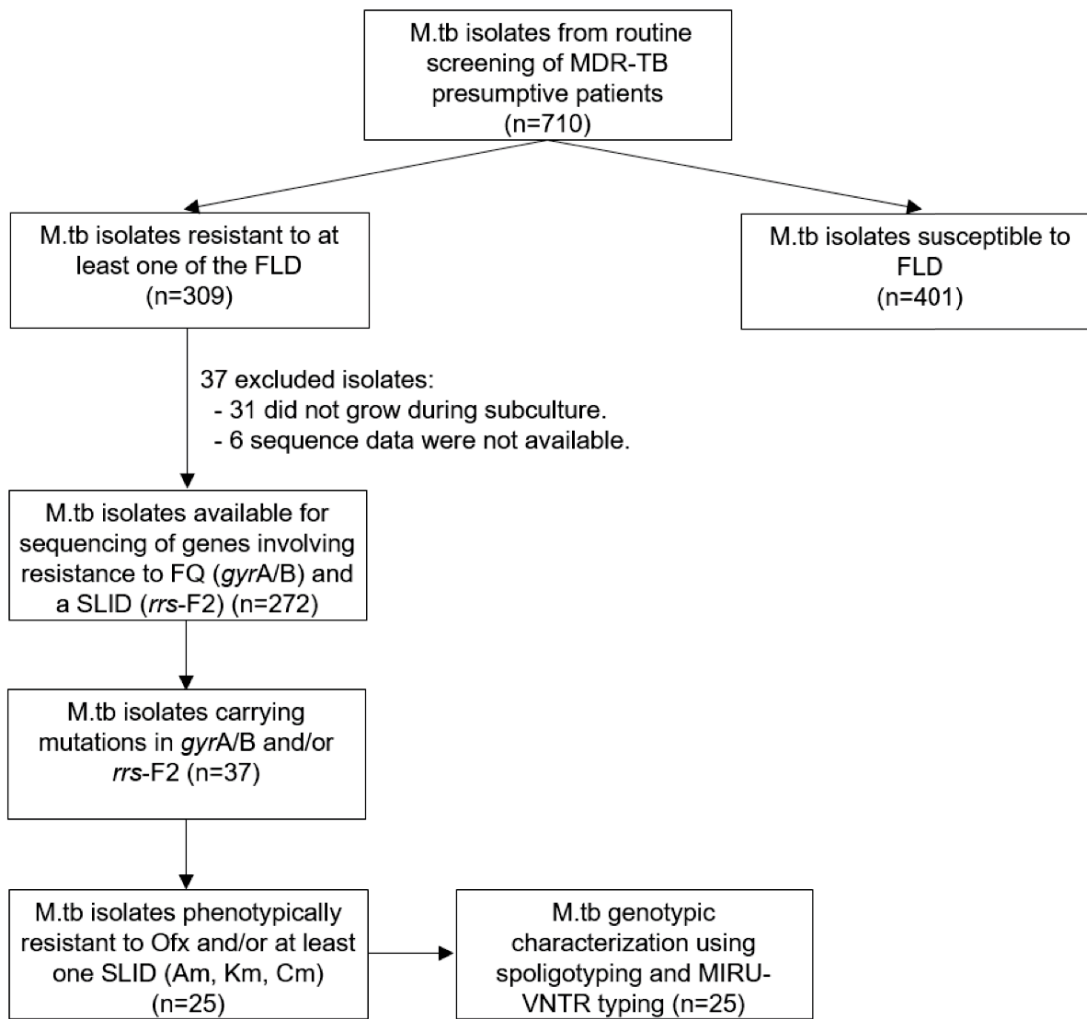 M.tb isolates from routine
screening of MDR-TB
presumptive patients
(n=710)
M.tb isolates resistant to at
least one of the FLD
(n=309)
M.tb isolates susceptible to
FLD
(n=401)
37 excluded isolates:
- 31 did not grow during subculture.
- 6 sequence data were not available.
M.tb isolates available for
sequencing of genes involving
resistance to FQ (gyrA/B) and
a SLID (rrs-F2) (n=272)
M.tb isolates carrying
mutations in gyrA/B and/or
rrs-F2 (n=37)
M.tb isolates phenotypically
resistant to Ofx and/or at least
one SLID (Am, Km, Cm)
(n=25)
M.tb genotypic
characterization using
spoligotyping and MIRU-
VNTR typing (n=25)